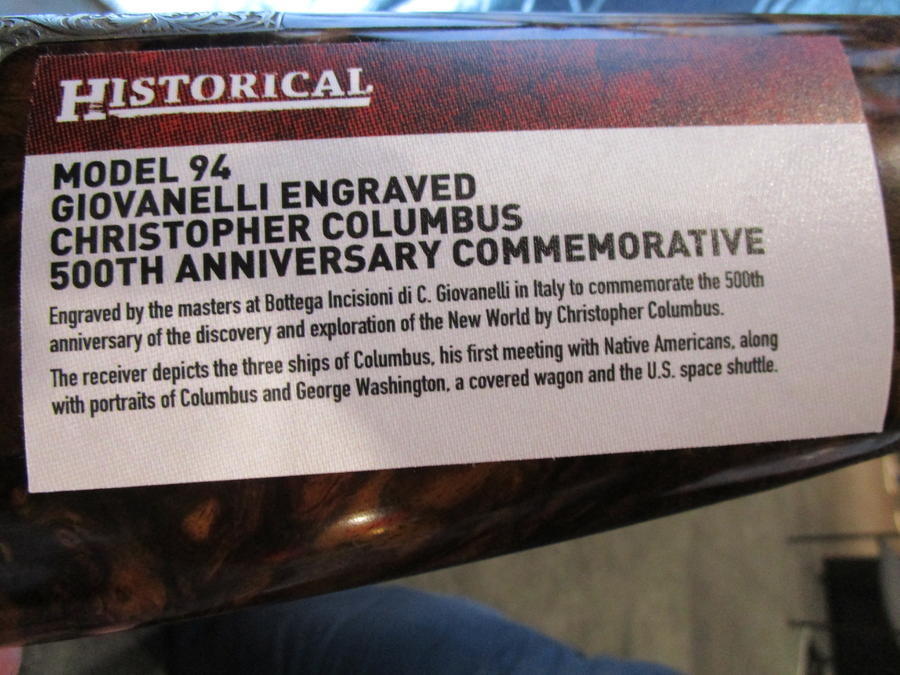 HISTORICAL
MODEL 94
GIOVANELLI ENGRAVED
CHRISTOPHER COLUMBUS
500TH ANNIVERSARY COMMEMORATIVE
Engraved by the masters at Bottega Incisioni di C. Giovanelli in Italy to commemorate the 500th
anniversary of the discovery and exploration of the New World by Christopher Columbus.
The receiver depicts the three ships of Columbus, his first meeting with Native Americans, along
with portraits of Columbus and George Washington, a covered wagon and the U.S. space shuttle.